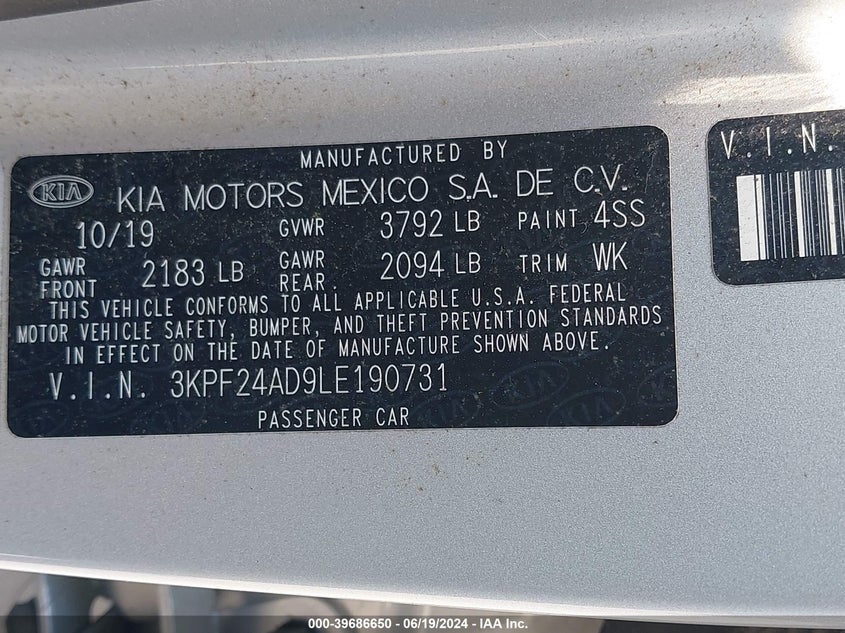 MANUFACTURED BY
KIA KIA MOTORS MEXICO S.A. DE C.V.
10/19 GVWR 3792 LB PAINT 4SS
GAWR FRONT 2183 LB GAWR REAR 2094 LB TRIM WK
THIS VEHICLE CONFORMS TO ALL APPLICABLE U.S.A. FEDERAL
MOTOR VEHICLE SAFETY, BUMPER, AND THEFT PREVENTION STANDARDS
IN EFFECT ON THE DATE OF MANUFACTURE SHOWN ABOVE.
V.I.N. 3KPF24AD9LE190731
PASSENGER CAR
V.I.N.
000-39686650 - 06/19/2024 - IAA Inc.